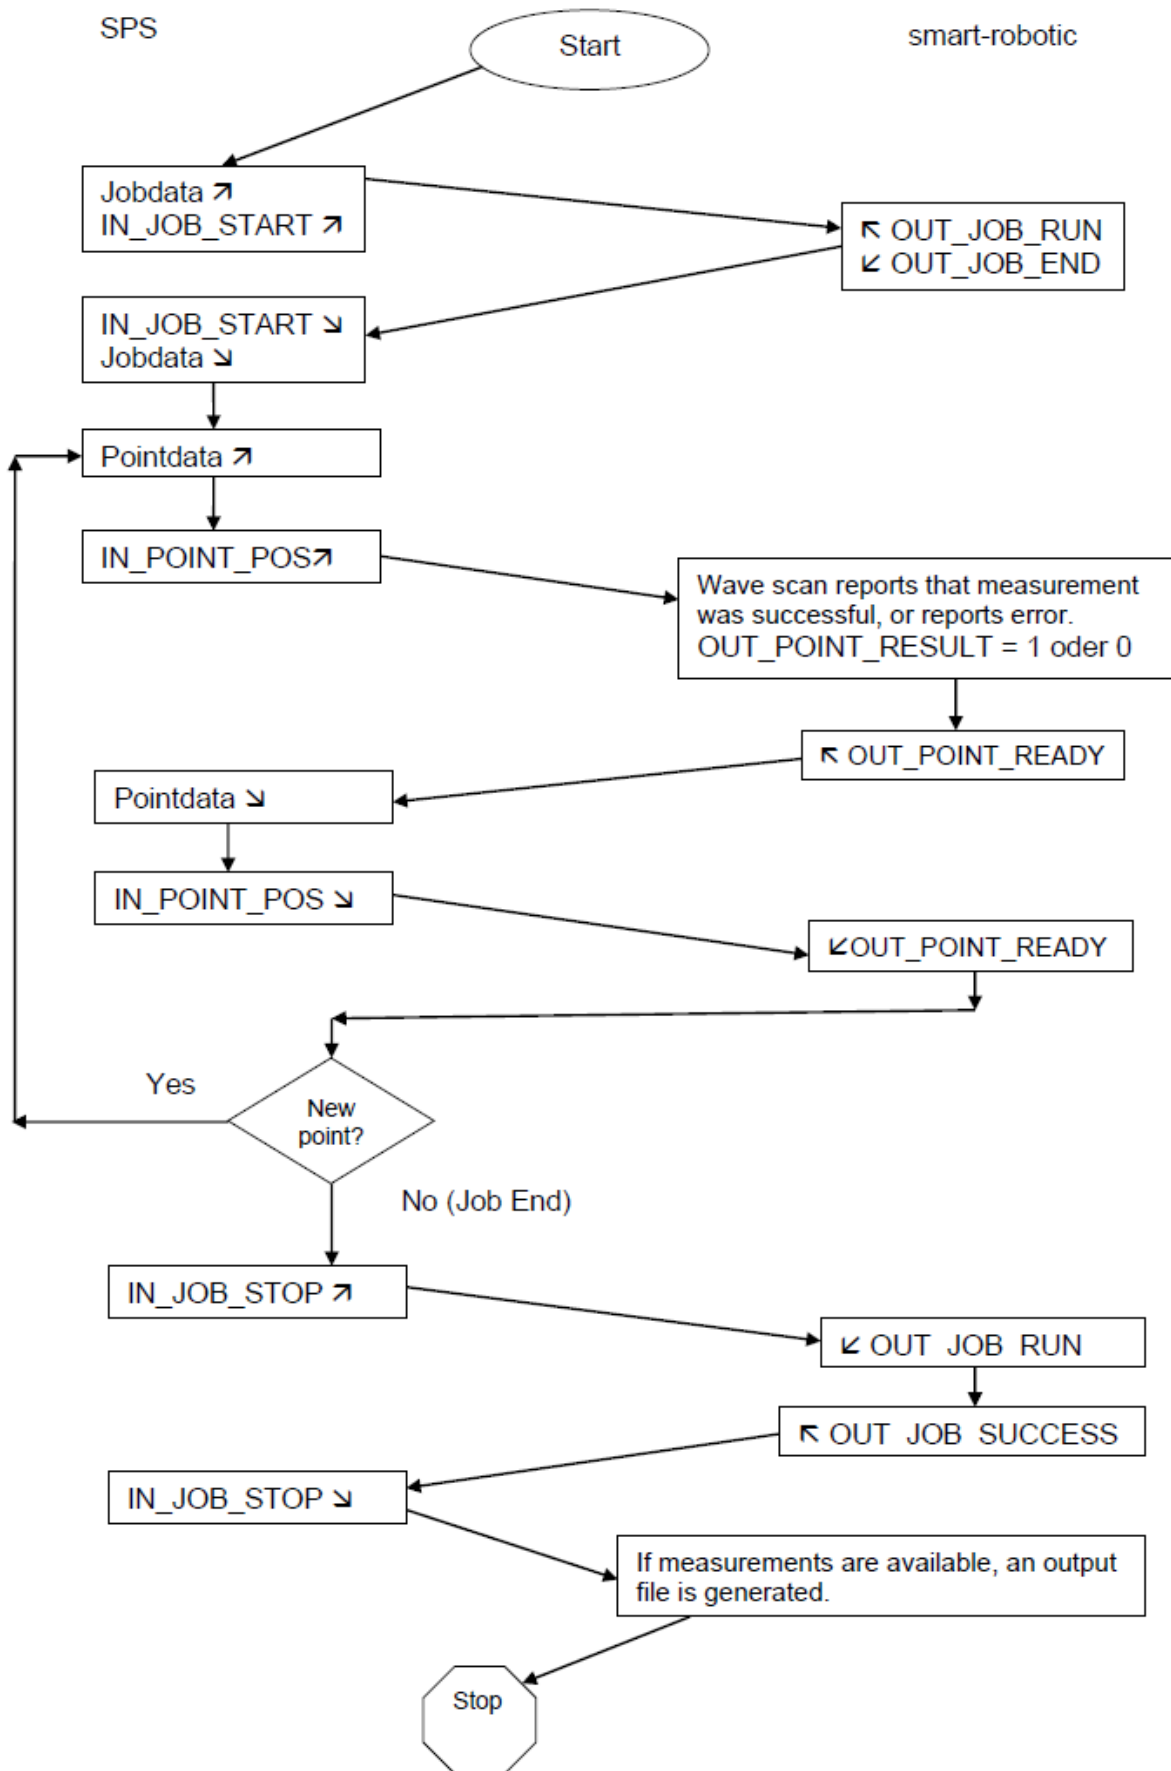 SPS
Start
smart-robotic
Jobdata ↗
IN_JOB_START ↗
↖ OUT_JOB_RUN
↙ OUT_JOB_END
IN_JOB_START ↘
Jobdata ↘
Pointdata ↗
IN_POINT_POS↗
Wave scan reports that measurement
was successful, or reports error.
OUT_POINT_RESULT = 1 oder 0
↖ OUT_POINT_READY
Pointdata ↘
IN_POINT_POS ↘
↙OUT_POINT_READY
Yes
New
point?
No (Job End)
IN_JOB_STOP ↗
↙ OUT_JOB_RUN
↖ OUT_JOB_SUCCESS
IN_JOB_STOP ↘
If measurements are available, an output
file is generated.
Stop